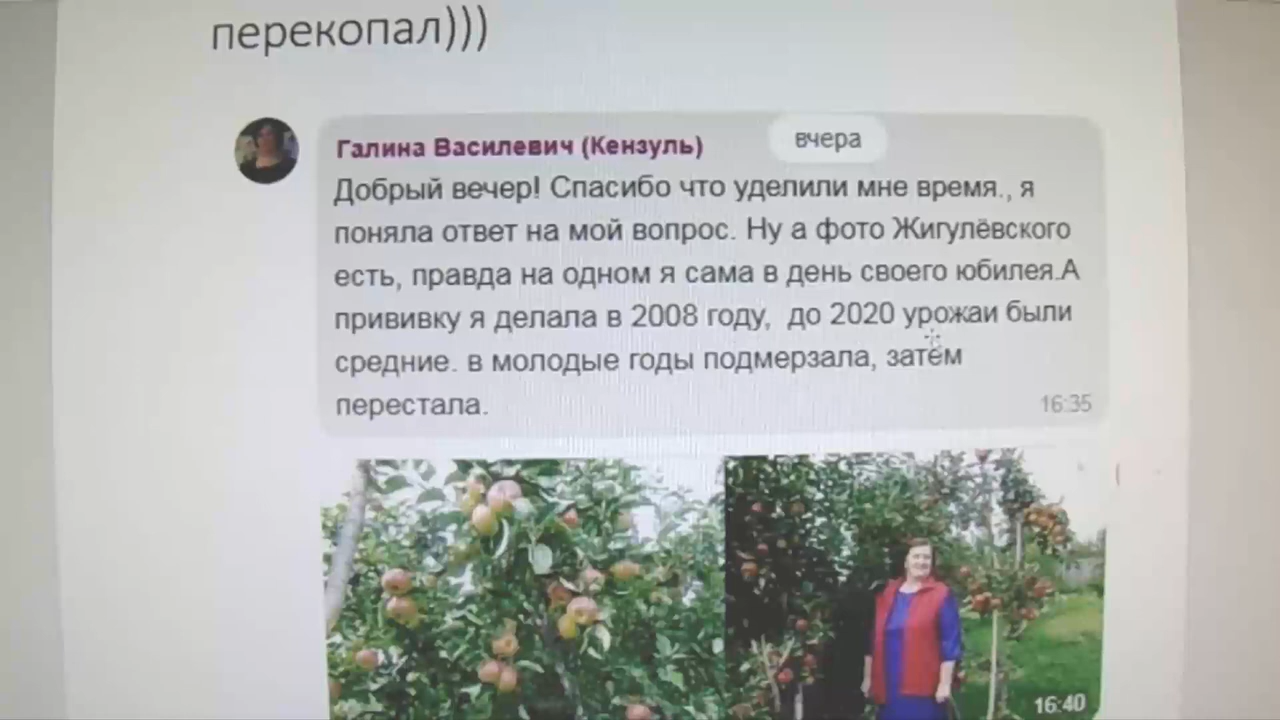 перекопал)))
Галина Василевич (Кензуль)
вчера
Добрый вечер! Спасибо что уделили мне время., я
поняла ответ на мой вопрос. Ну а фото Жигулёвского
есть, правда на одном я сама в день своего юбилея.А
прививку я делала в 2008 году, до 2020 урожаи были
средние. в молодые годы подмерзала, затем
перестала.
16:35
16:40